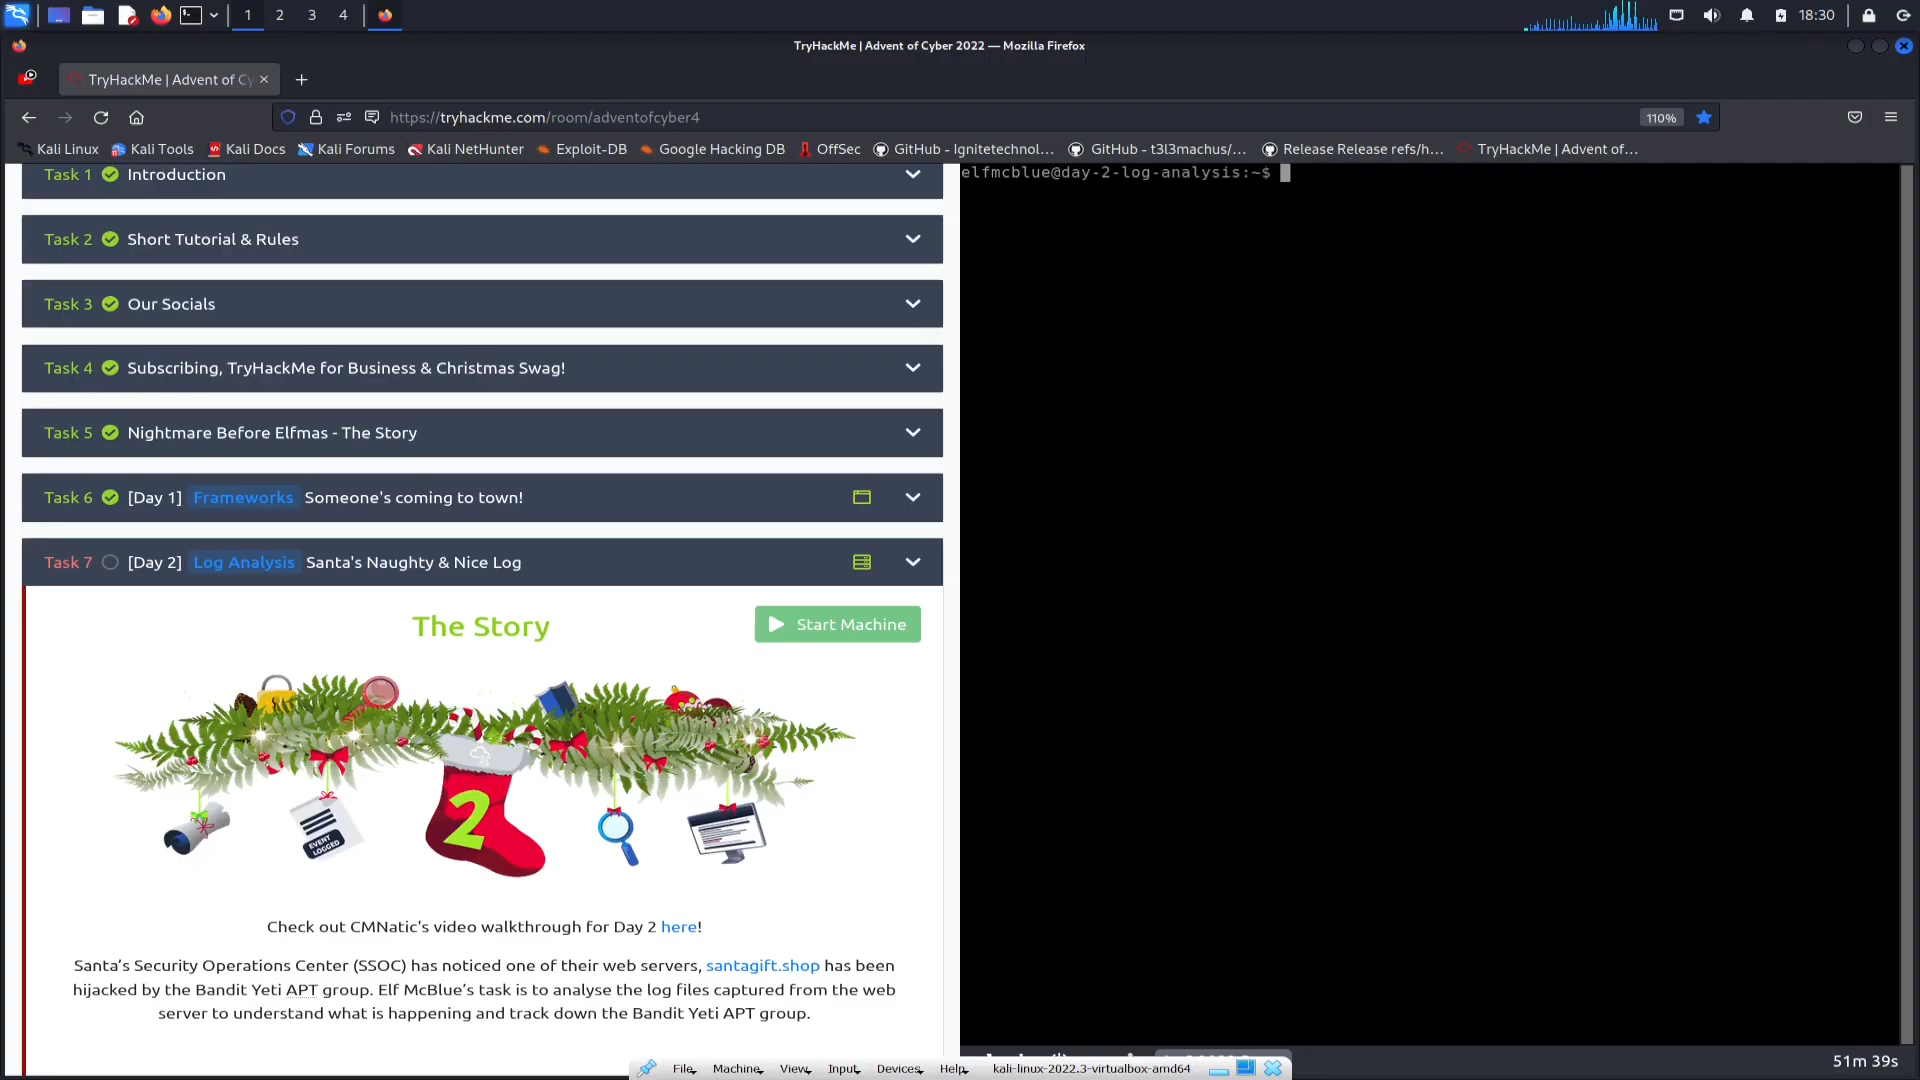 1 2 3 4 18:30
TryHackMe | Advent of Cyber 2022 — Mozilla Firefox
TryHackMe | Advent of Cy
https://tryhackme.com/room/adventofcyber4 110%
Kali Linux Kali Tools Kali Docs Kali Forums Kali NetHunter Exploit-DB Google Hacking DB OffSec GitHub - Ignitetechnol... GitHub - t3l3machus/... Release Release refs/h... TryHackMe | Advent of...
Task 1 Introduction
elfmcblue@day-2-log-analysis:~$
Task 2 Short Tutorial & Rules
Task 3 Our Socials
Task 4 Subscribing, TryHackMe for Business & Christmas Swag!
Task 5 Nightmare Before Elfmas - The Story
Task 6 [Day 1] Frameworks Someone's coming to town!
Task 7 [Day 2] Log Analysis Santa's Naughty & Nice Log
The Story
Start Machine
2
EVENT
LOGGED
Check out CMNatic's video walkthrough for Day 2 here!
Santa’s Security Operations Center (SSOC) has noticed one of their web servers, santagift.shop has been
hijacked by the Bandit Yeti APT group. Elf McBlue’s task is to analyse the log files captured from the web
server to understand what is happening and track down the Bandit Yeti APT group.
51m 39s
File Machine View Input Devices Help kali-linux-2022.3-virtualbox-amd64